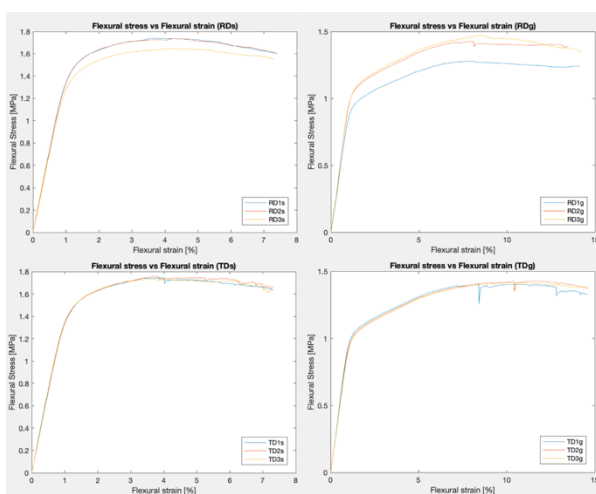 Flexural stress vs Flexural strain (RDs)
Flexural Stress [MPa]
1.8
1.6
1.4
1.2
1
0.8
0.6
0.4
0.2
0
0 1 2 3 4 5 6 7 8
Flexural strain [%]
RD1s
RD2s
RD3s
Flexural stress vs Flexural strain (RDg)
Flexural Stress [MPa]
1.5
1
0.5
0
0 5 10 15
Flexural strain [%]
RD1g
RD2g
RD3g
Flexural stress vs Flexural strain (TDs)
Flexural Stress [MPa]
1.8
1.6
1.4
1.2
1
0.8
0.6
0.4
0.2
0
0 1 2 3 4 5 6 7 8
Flexural strain [%]
TD1s
TD2s
TD3s
Flexural stress vs Flexural strain (TDg)
Flexural Stress [MPa]
1.5
1
0.5
0
0 5 10 15
Flexural strain [%]
TD1g
TD2g
TD3g